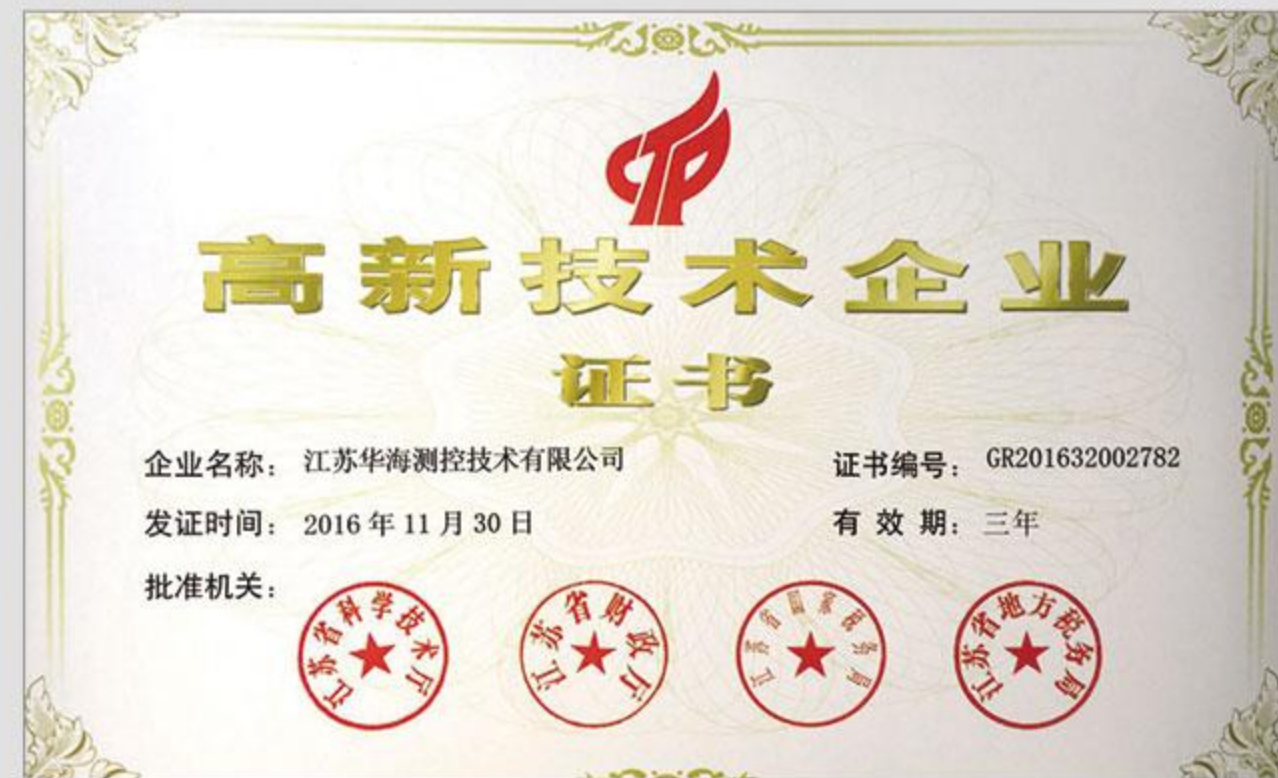 高新技术企业
证书
企业名称： 江苏华海测控技术有限公司 证书编号： GR201632002782
发证时间： 2016年11月30日 有效期： 三年
批准机关：
江苏省科学技术厅 江苏省财政厅 江苏省国家税务局 江苏省地方税务局